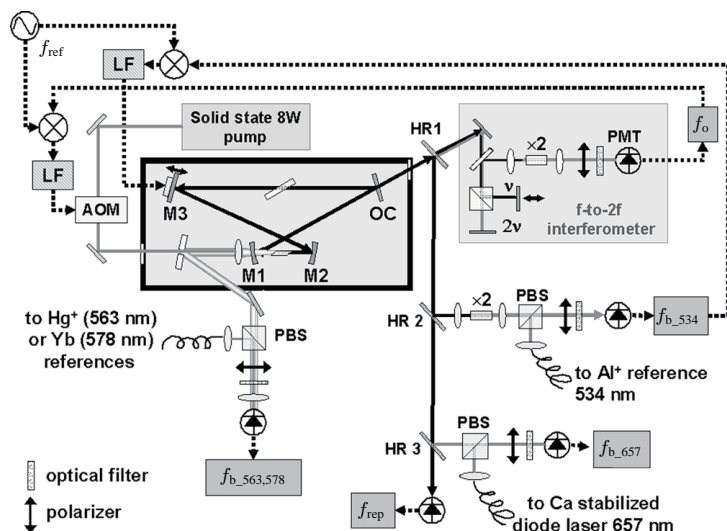 f_ref
LF
LF
AOM
Solid state 8W
pump
M3
OC
M1
M2
HR1
×2
PMT
ν
2ν
f-to-2f
interferometer
f_o
to Hg⁺ (563 nm)
or Yb (578 nm)
references
PBS
f_b_563,578
HR 2
×2
PBS
f_b_534
to Al⁺ reference
534 nm
HR 3
PBS
f_b_657
f_rep
to Ca stabilized
diode laser 657 nm
optical filter
polarizer